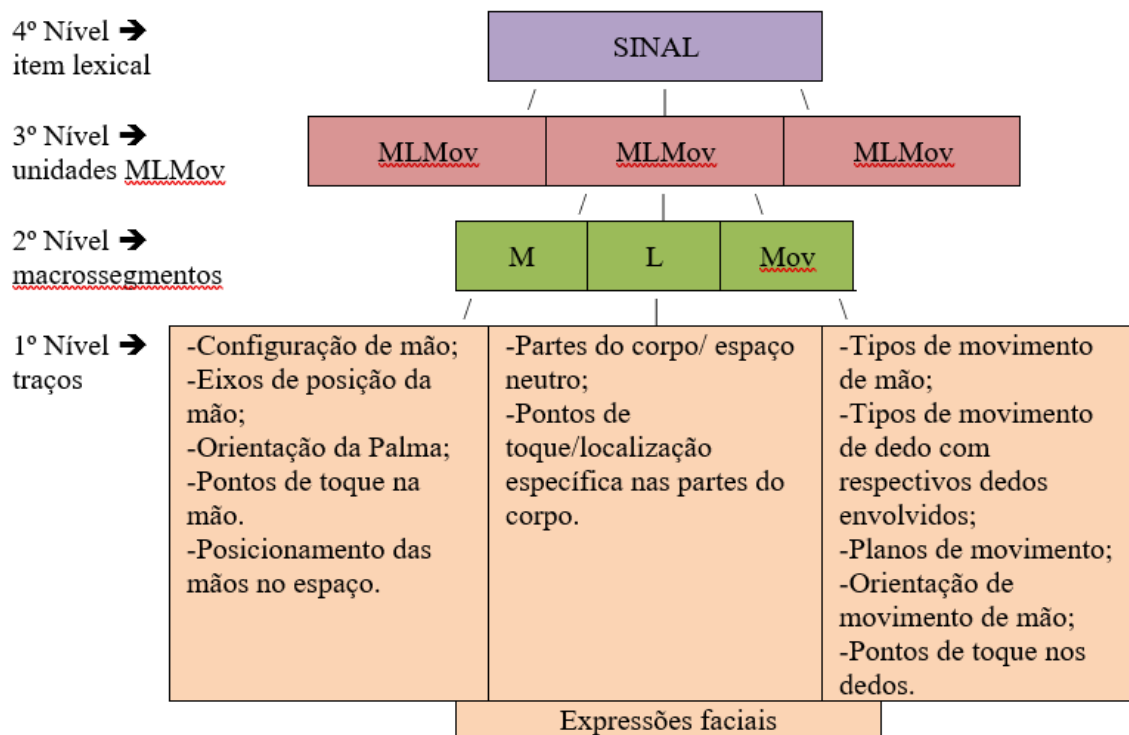 4º Nível ➔
item lexical
SINAL
3º Nível ➔
unidades MLMov
MLMov
MLMov
MLMov
2º Nível ➔
macrossegmentos
M
L
Mov
1º Nível ➔
traços
-Configuração de mão;
-Eixos de posição da
mão;
-Orientação da Palma;
-Pontos de toque na
mão.
-Posicionamento das
mãos no espaço.
-Partes do corpo/ espaço
neutro;
-Pontos de
toque/localização
específica nas partes do
corpo.
-Tipos de movimento
de mão;
-Tipos de movimento
de dedo com
respectivos dedos
envolvidos;
-Planos de movimento;
-Orientação de
movimento de mão;
-Pontos de toque nos
dedos.
Expressões faciais